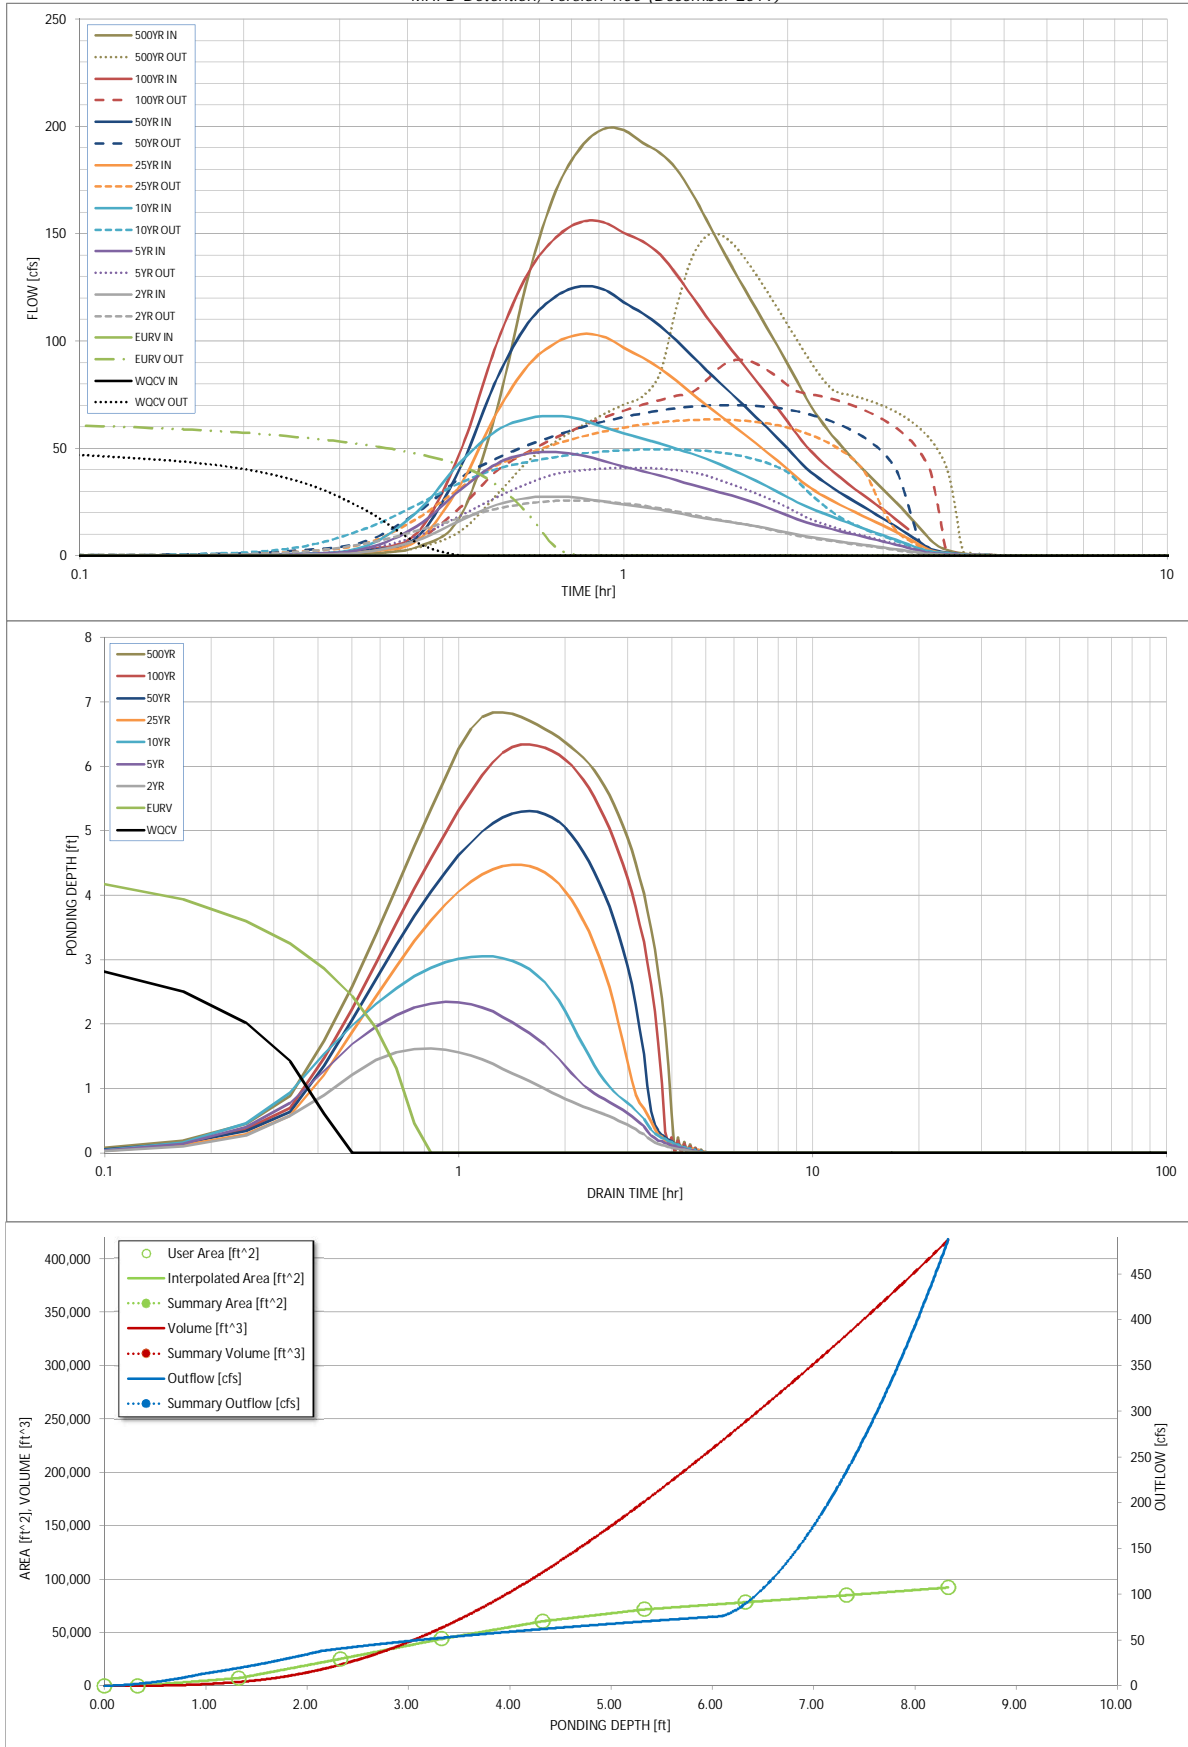 MHFD-Detention, Version 4.00 (December 2019)
250
200
150
100
50
0
FLOW [cfs]
500YR IN
500YR OUT
100YR IN
100YR OUT
50YR IN
50YR OUT
25YR IN
25YR OUT
10YR IN
10YR OUT
5YR IN
5YR OUT
2YR IN
2YR OUT
EURV IN
EURV OUT
WQCV IN
WQCV OUT
0.1
1
10
TIME [hr]
8
7
6
5
4
3
2
1
0
PONDING DEPTH [ft]
500YR
100YR
50YR
25YR
10YR
5YR
2YR
EURV
WQCV
0.1
1
10
100
DRAIN TIME [hr]
400,000
350,000
300,000
250,000
200,000
150,000
100,000
50,000
0
AREA [ft^2], VOLUME [ft^3]
User Area [ft^2]
Interpolated Area [ft^2]
Summary Area [ft^2]
Volume [ft^3]
Summary Volume [ft^3]
Outflow [cfs]
Summary Outflow [cfs]
450
400
350
300
250
200
150
100
50
0
OUTFLOW [cfs]
0.00
1.00
2.00
3.00
4.00
5.00
6.00
7.00
8.00
9.00
10.00
PONDING DEPTH [ft]